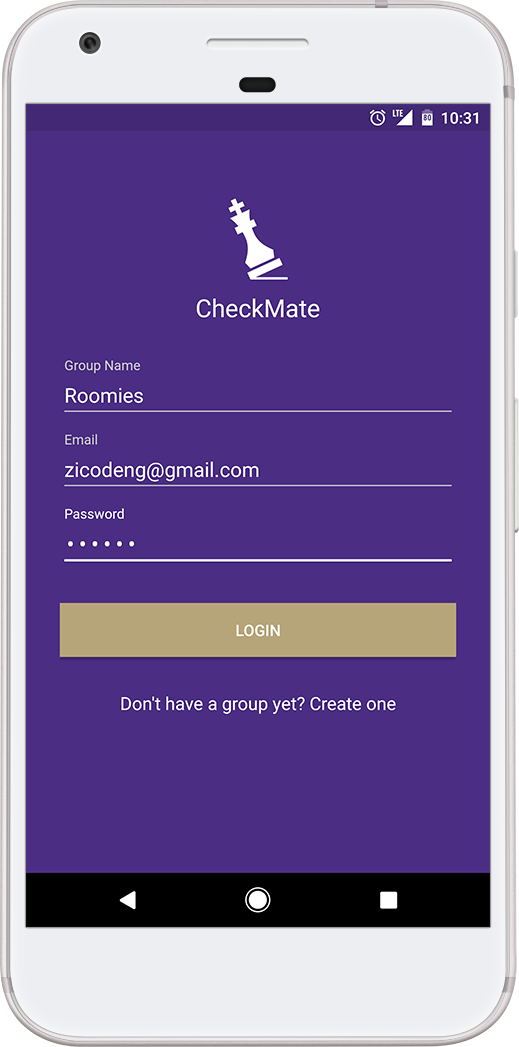 LTE 80 10:31
CheckMate
Group Name
Roomies
Email
zicodeng@gmail.com
Password
••••••
LOGIN
Don't have a group yet? Create one